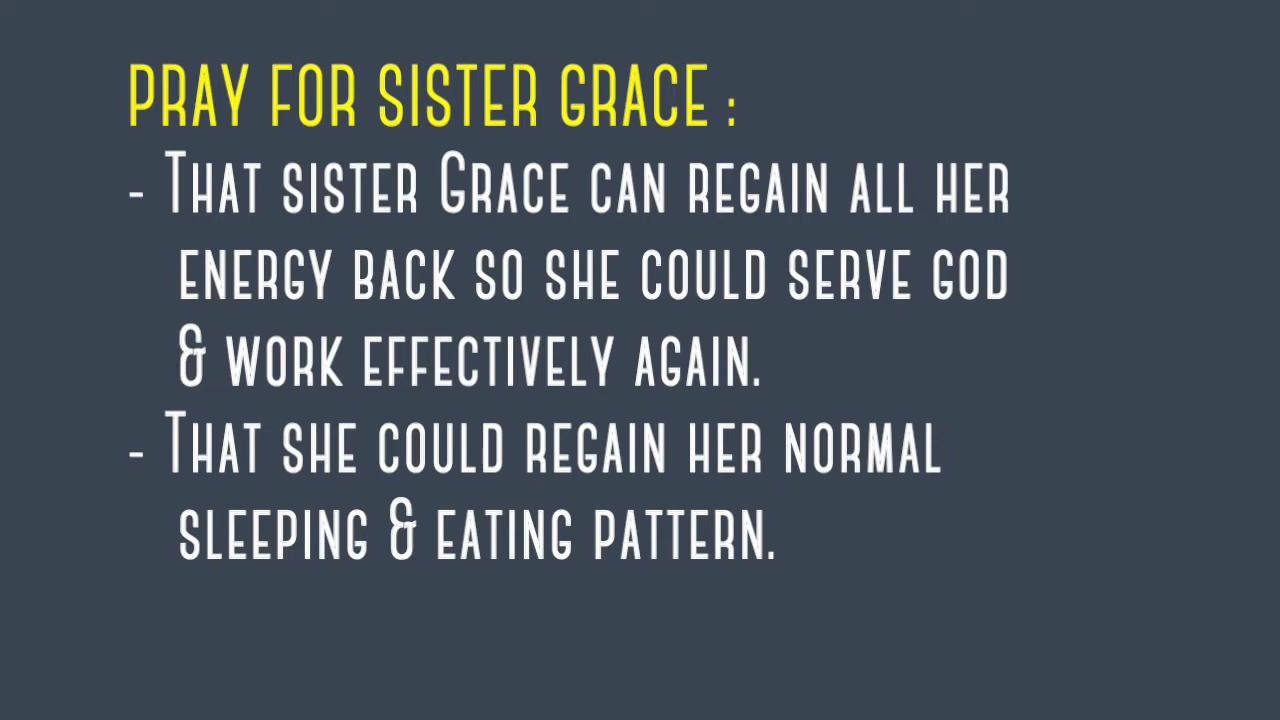 PRAY FOR SISTER GRACE :
- THAT SISTER GRACE CAN REGAIN ALL HER
ENERGY BACK SO SHE COULD SERVE GOD
& WORK EFFECTIVELY AGAIN.
- THAT SHE COULD REGAIN HER NORMAL
SLEEPING & EATING PATTERN.